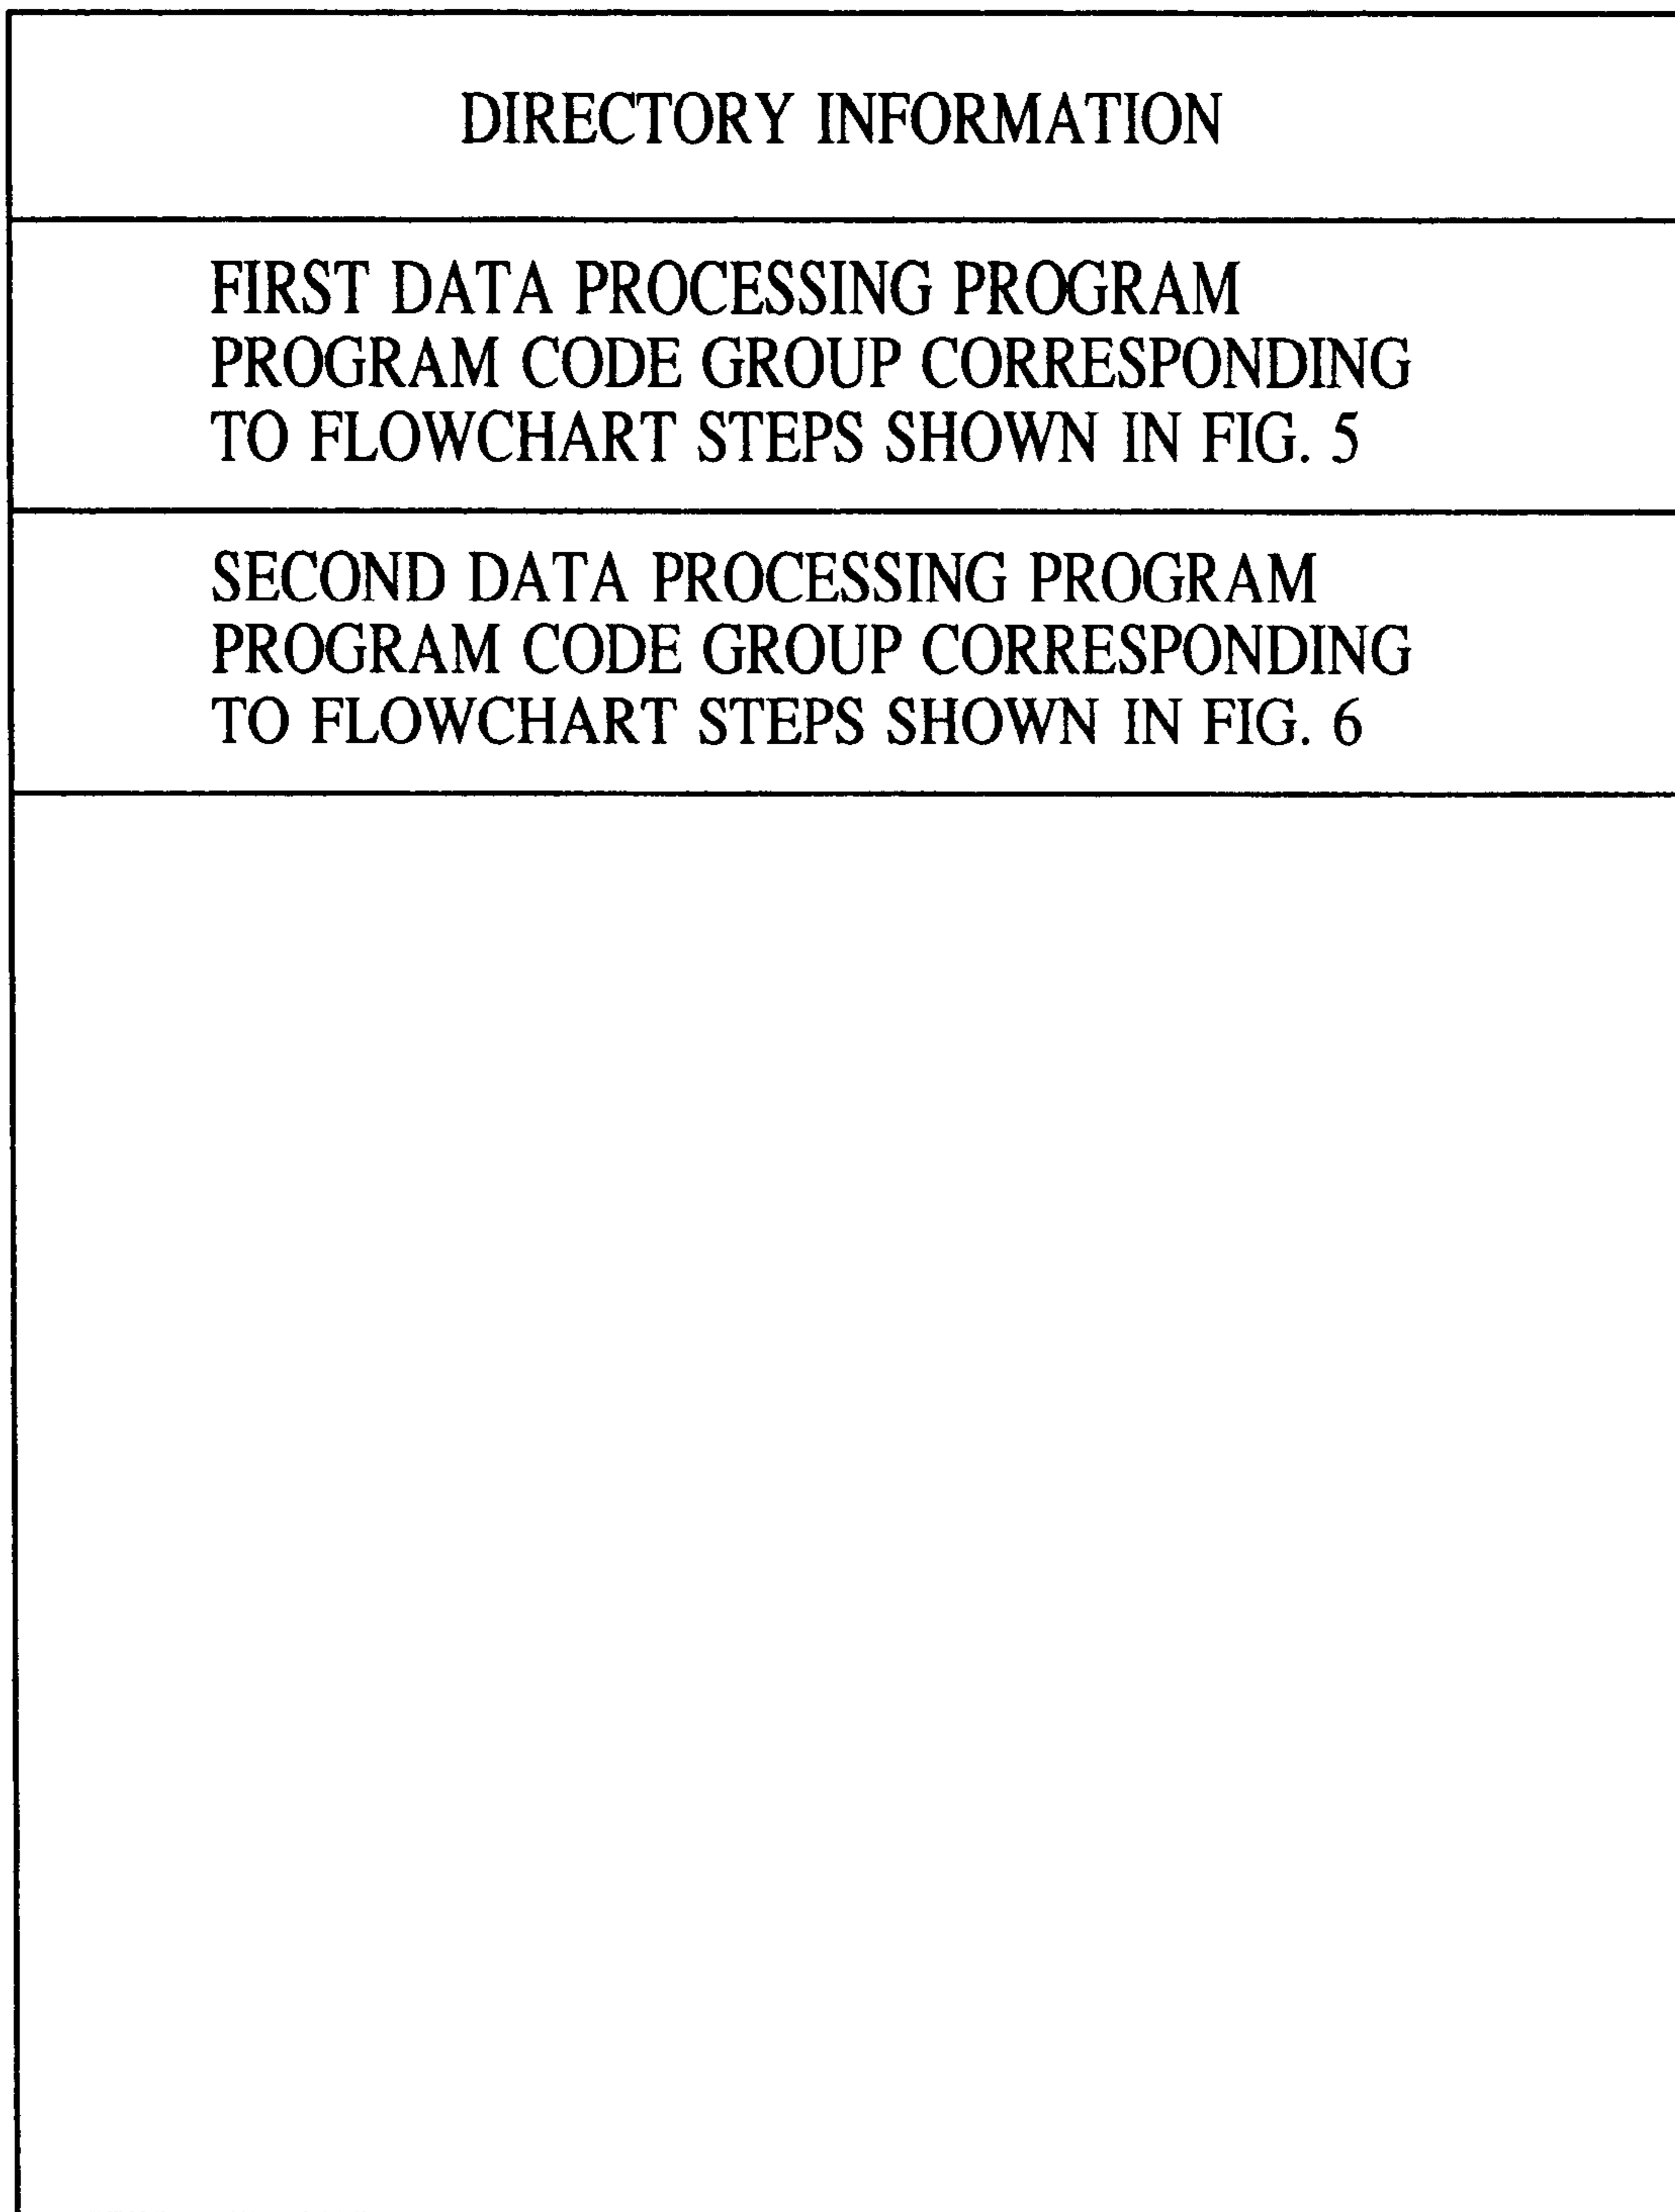 DIRECTORY INFORMATION
FIRST DATA PROCESSING PROGRAM
PROGRAM CODE GROUP CORRESPONDING
TO FLOWCHART STEPS SHOWN IN FIG. 5
SECOND DATA PROCESSING PROGRAM
PROGRAM CODE GROUP CORRESPONDING
TO FLOWCHART STEPS SHOWN IN FIG. 6